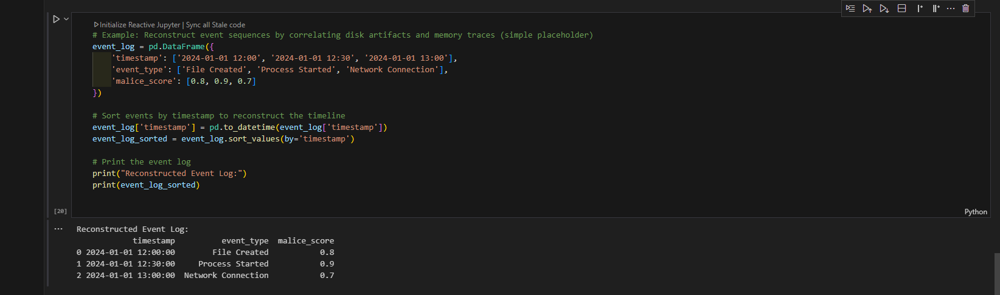 Initialize Reactive Jupyter | Sync all Stale code
# Example: Reconstruct event sequences by correlating disk artifacts and memory traces (simple placeholder)
event_log = pd.DataFrame({
    'timestamp': ['2024-01-01 12:00', '2024-01-01 12:30', '2024-01-01 13:00'],
    'event_type': ['File Created', 'Process Started', 'Network Connection'],
    'malice_score': [0.8, 0.9, 0.7]
})
# Sort events by timestamp to reconstruct the timeline
event_log['timestamp'] = pd.to_datetime(event_log['timestamp'])
event_log_sorted = event_log.sort_values(by='timestamp')
# Print the event log
print("Reconstructed Event Log:")
print(event_log_sorted)
[20]
Python
Reconstructed Event Log:
            timestamp          event_type  malice_score
0 2024-01-01 12:00:00        File Created           0.8
1 2024-01-01 12:30:00     Process Started           0.9
2 2024-01-01 13:00:00  Network Connection           0.7